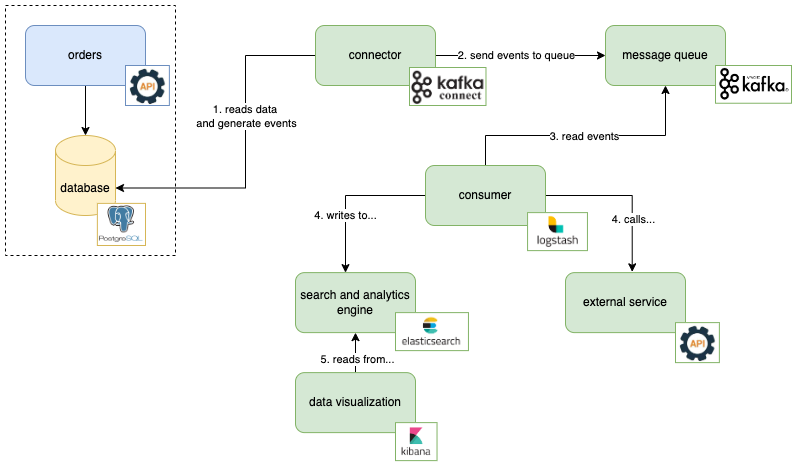 orders
API
database
PostgreSQL
connector
kafka
connect
1. reads data
and generate events
2. send events to queue
message queue
kafka
3. read events
consumer
logstash
4. writes to...
4. calls...
search and analytics
engine
elasticsearch
external service
API
5. reads from...
data visualization
kibana